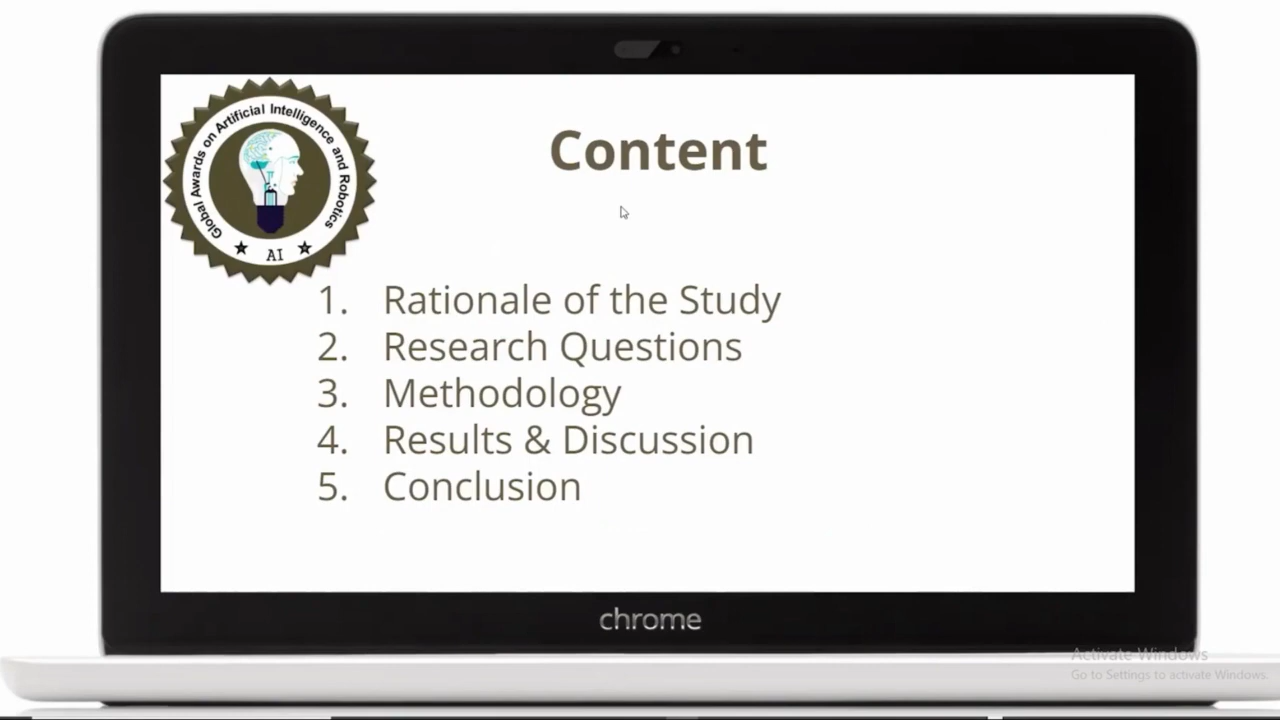 Global Awards on Artificial Intelligence and Robotics
AI
Content
1. Rationale of the Study
2. Research Questions
3. Methodology
4. Results & Discussion
5. Conclusion
chrome
Activate Windows
Go to Settings to activate Windows.